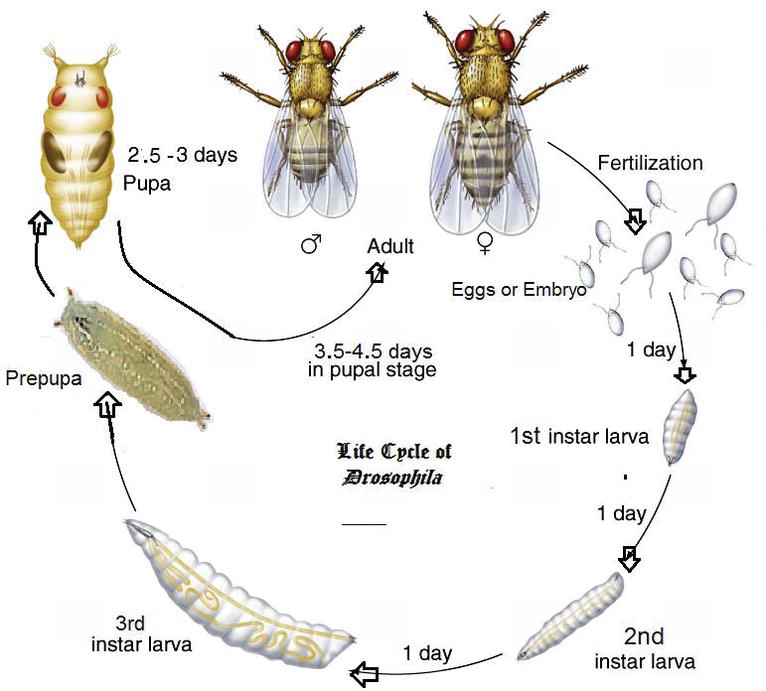 2.5 -3 days
Pupa
♂
Adult
♀
Fertilization
Eggs or Embryo
1 day
1st instar larva
1 day
2nd
instar larva
1 day
3rd
instar larva
Prepupa
3.5-4.5 days
in pupal stage
Life Cycle of
Drosophila